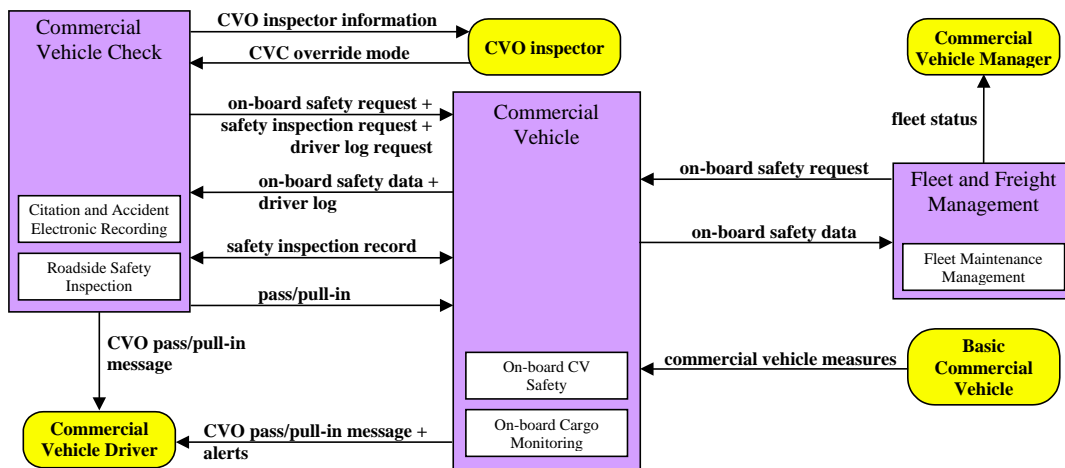 Commercial
Vehicle Check
CVO inspector information
CVO inspector
CVC override mode
Commercial
Vehicle Manager
on-board safety request +
safety inspection request +
driver log request
Commercial
Vehicle
fleet status
on-board safety request
Fleet and Freight
Management
on-board safety data +
driver log
Citation and Accident
Electronic Recording
on-board safety data
safety inspection record
Fleet Maintenance
Management
Roadside Safety
Inspection
pass/pull-in
CVO pass/pull-in
message
commercial vehicle measures
Basic
Commercial
Vehicle
On-board CV
Safety
On-board Cargo
Monitoring
Commercial
Vehicle Driver
CVO pass/pull-in message +
alerts